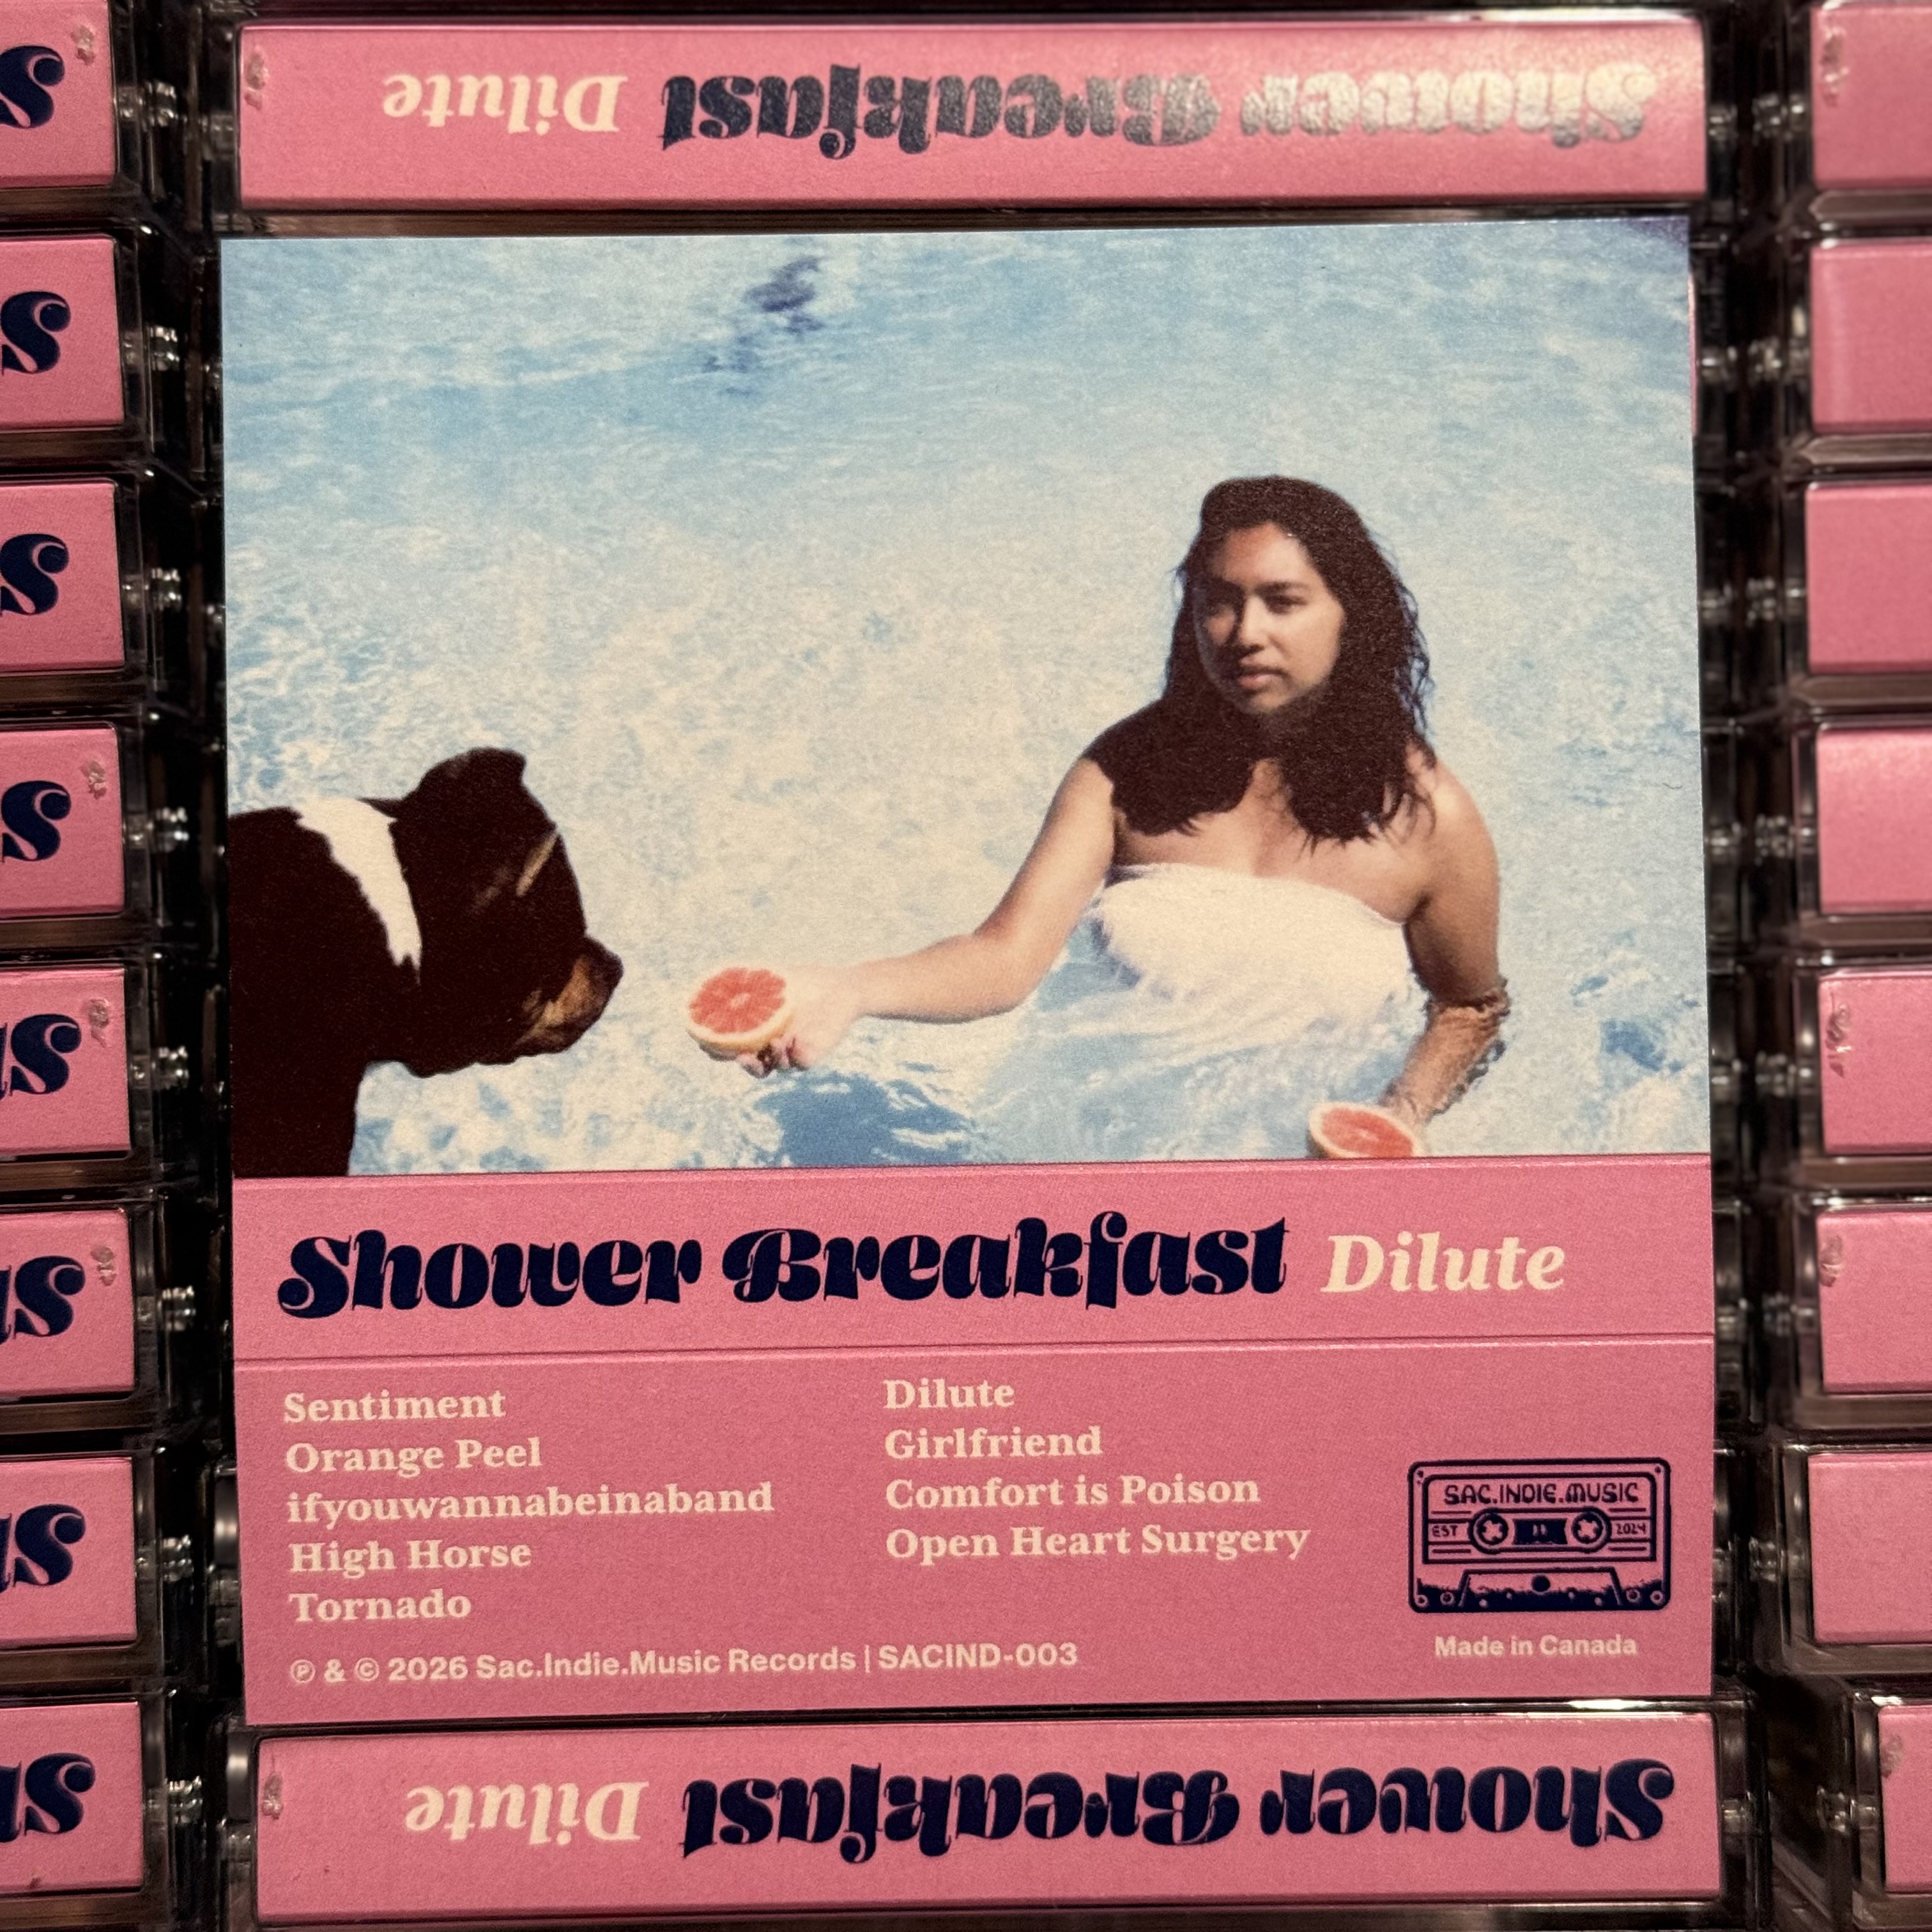 Shower Breakfast Dilute
Shower Breakfast Dilute
Sentiment
Orange Peel
ifyouwannabeinaband
High Horse
Tornado
Dilute
Girlfriend
Comfort is Poison
Open Heart Surgery
SAC.INDIE.MUSIC
EST 2024
Made in Canada
℗ & © 2026 Sac.Indie.Music Records | SACIND-003
Shower Breakfast Dilute